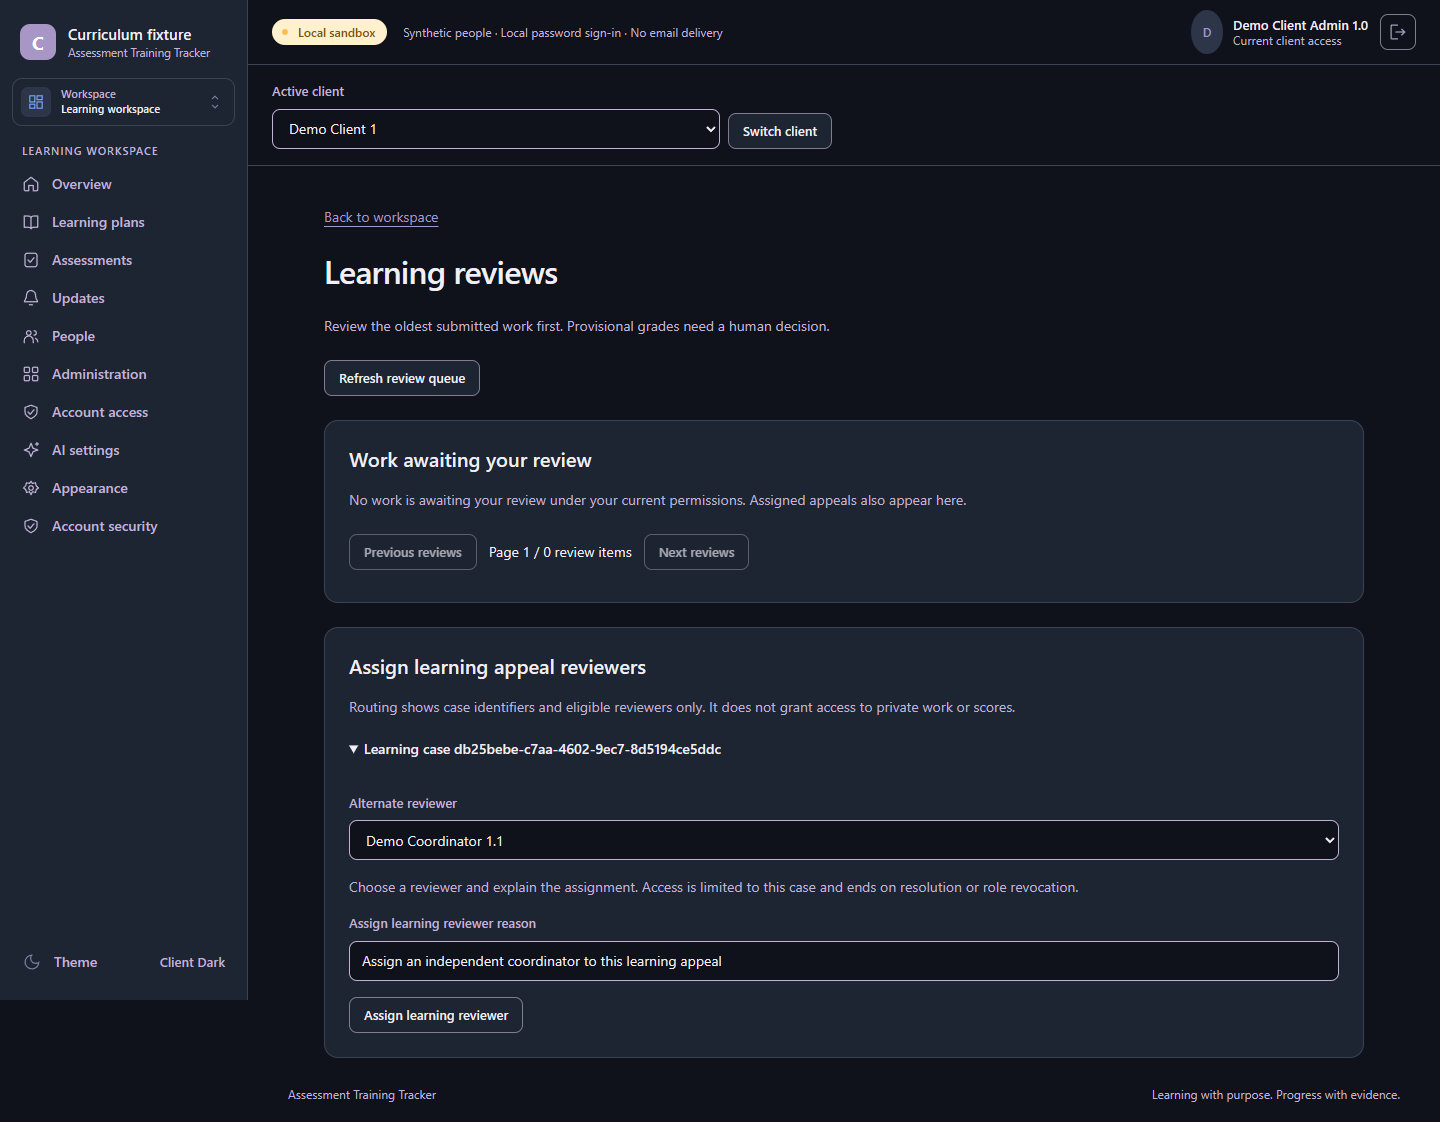 C
Curriculum fixture
Assessment Training Tracker
Workspace
Learning workspace
LEARNING WORKSPACE
Overview
Learning plans
Assessments
Updates
People
Administration
Account access
AI settings
Appearance
Account security
Theme
Client Dark
Local sandbox
Synthetic people · Local password sign-in · No email delivery
D
Demo Client Admin 1.0
Current client access
Active client
Demo Client 1
Switch client
Back to workspace
Learning reviews
Review the oldest submitted work first. Provisional grades need a human decision.
Refresh review queue
Work awaiting your review
No work is awaiting your review under your current permissions. Assigned appeals also appear here.
Previous reviews
Page 1 / 0 review items
Next reviews
Assign learning appeal reviewers
Routing shows case identifiers and eligible reviewers only. It does not grant access to private work or scores.
Learning case db25bebe-c7aa-4602-9ec7-8d5194ce5ddc
Alternate reviewer
Demo Coordinator 1.1
Choose a reviewer and explain the assignment. Access is limited to this case and ends on resolution or role revocation.
Assign learning reviewer reason
Assign an independent coordinator to this learning appeal
Assign learning reviewer
Assessment Training Tracker
Learning with purpose. Progress with evidence.